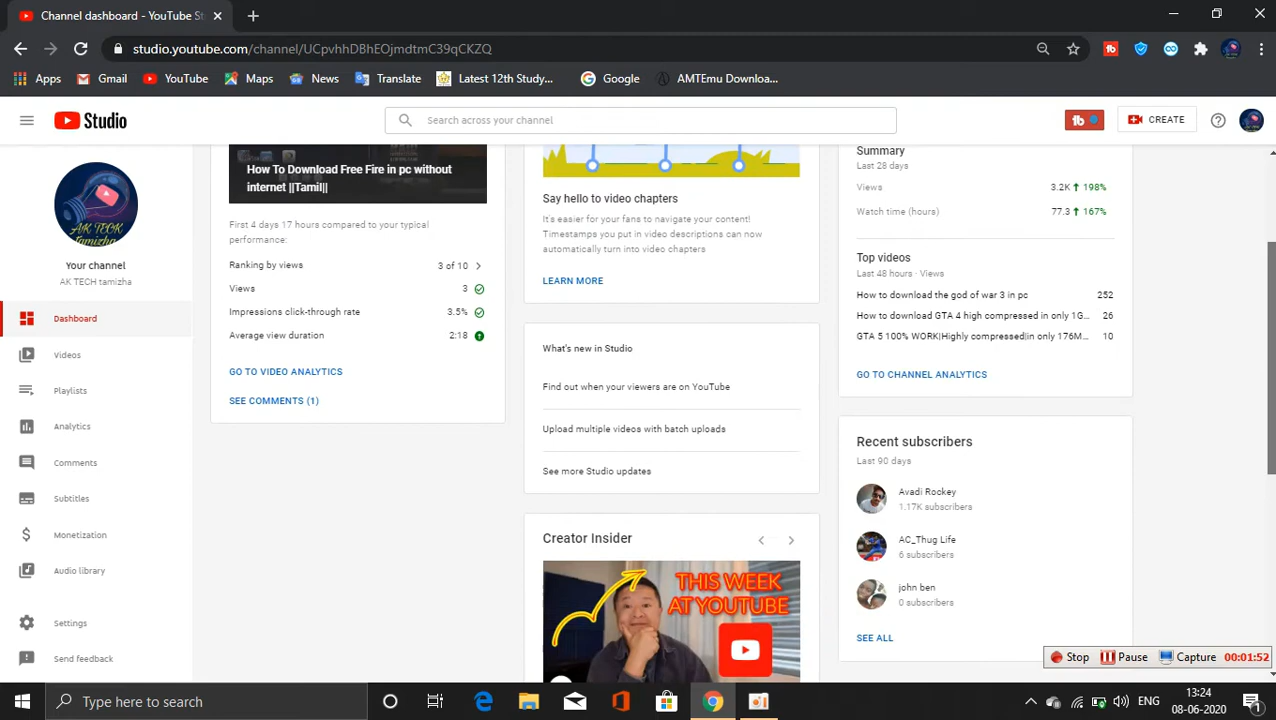 Channel dashboard - YouTube St
studio.youtube.com/channel/UCpvhhDBhEOjmdtmC39qCKZQ
tb
Apps
Gmail
YouTube
Maps
News
Translate
Latest 12th Study...
Google
AMTEmu Downloa...
Studio
Search across your channel
tb
CREATE
AK TECK
tamizha
Your channel
AK TECH tamizha
Dashboard
Videos
Playlists
Analytics
Comments
Subtitles
Monetization
Audio library
Settings
Send feedback
How To Download Free Fire in pc without
internet ||Tamil||
First 4 days 17 hours compared to your typical
performance:
Ranking by views 3 of 10
Views 3
Impressions click-through rate 3.5%
Average view duration 2:18
GO TO VIDEO ANALYTICS
SEE COMMENTS (1)
Say hello to video chapters
It's easier for your fans to navigate your content!
Timestamps you put in video descriptions can now
automatically turn into video chapters
LEARN MORE
What's new in Studio
Find out when your viewers are on YouTube
Upload multiple videos with batch uploads
See more Studio updates
Creator Insider
THIS WEEK
AT YOUTUBE
Summary
Last 28 days
Views 3.2K 198%
Watch time (hours) 77.3 167%
Top videos
Last 48 hours · Views
How to download the god of war 3 in pc 252
How to download GTA 4 high compressed in only 1G... 26
GTA 5 100% WORK|Highly compressed|in only 176M... 10
GO TO CHANNEL ANALYTICS
Recent subscribers
Last 90 days
Avadi Rockey
1.17K subscribers
AC_Thug Life
6 subscribers
john ben
0 subscribers
SEE ALL
Stop Pause Capture 00:01:52
Type here to search
ENG
13:24
08-06-2020
1